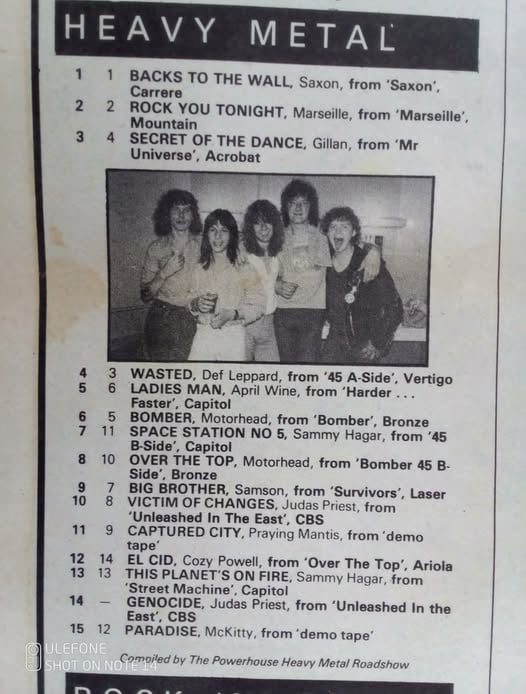 HEAVY METAL
1 1 BACKS TO THE WALL, Saxon, from 'Saxon',
Carrere
2 2 ROCK YOU TONIGHT, Marseille, from 'Marseille',
Mountain
3 4 SECRET OF THE DANCE, Gillan, from 'Mr
Universe', Acrobat
4 3 WASTED, Def Leppard, from '45 A-Side', Vertigo
5 6 LADIES MAN, April Wine, from 'Harder ...
Faster', Capitol
6 5 BOMBER, Motorhead, from 'Bomber', Bronze
7 11 SPACE STATION NO 5, Sammy Hagar, from '45
B-Side', Capitol
8 10 OVER THE TOP, Motorhead, from 'Bomber 45 B-
Side', Bronze
9 7 BIG BROTHER, Samson, from 'Survivors', Laser
10 8 VICTIM OF CHANGES, Judas Priest, from
'Unleashed In The East', CBS
11 9 CAPTURED CITY, Praying Mantis, from 'demo
tape'
12 14 EL CID, Cozy Powell, from 'Over The Top', Ariola
13 13 THIS PLANET'S ON FIRE, Sammy Hagar, from
'Street Machine', Capitol
14 — GENOCIDE, Judas Priest, from 'Unleashed In the
East', CBS
15 12 PARADISE, McKitty, from 'demo tape'
Compiled by The Powerhouse Heavy Metal Roadshow
ULEFONE
SHOT ON NOTE 14